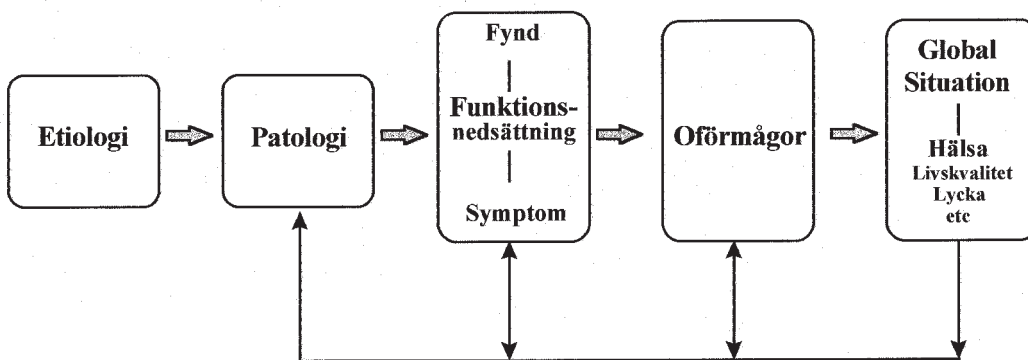 Etiologi
Patologi
Fynd
Funktions-
nedsättning
Symptom
Oförmågor
Global
Situation
Hälsa
Livskvalitet
Lycka
etc